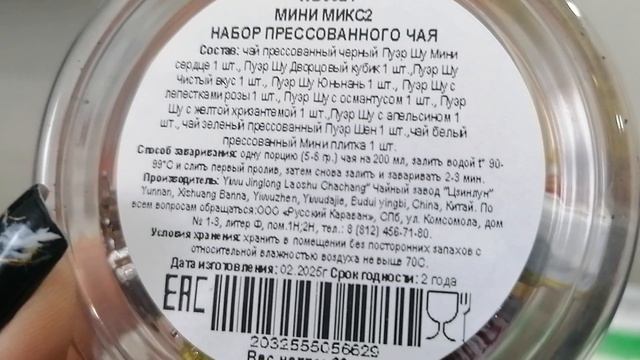 МИНИ МИКС2
НАБОР ПРЕССОВАННОГО ЧАЯ
Состав: чай прессованный черный Пуэр Шу Мини
сердце 1 шт., Пуэр Шу Дворцовый кубик 1 шт.,Пуэр Шу
Чистый вкус 1 шт., Пуэр Шу Юньнань 1 шт., Пуэр Шу с
лепестками розы 1 шт., Пуэр Шу с османтусом 1 шт., Пуэр
Шу с желтой хризантемой 1 шт.,Пуэр Шу с апельсином 1
шт., чай зеленый прессованный Пуэр Шен 1 шт.,чай белый
прессованный Мини плитка 1 шт.
Способ заваривания: одну порцию (5-6 гр.) чая на 200 мл, залить водой t° 90-
99°С и слить первый пролив, затем снова залить и заваривать 2-3 мин.
Производитель: Yiwu Jinglong Laoshu Chachang" Чайный завод "Цзинлун"
Yunnan, Xishuang Banna, Yiwuzhen, Yiwudajie, Eudui yingbi, China, Китай. По
всем вопросам обращаться:ООО «Русский Караван», СПб, ул. Комсомола, дом
№ 1-3, литер Ф, пом.1Н;2Н, тел.: 8 (812) 456-71-80.
Условия хранения: хранить в помещении без посторонних запахов с
относительной влажностью воздуха не выше 70С.
Дата изготовления: 02.2025г Срок годности: 2 года
ЕАС
2032555056629
Вес нетто: